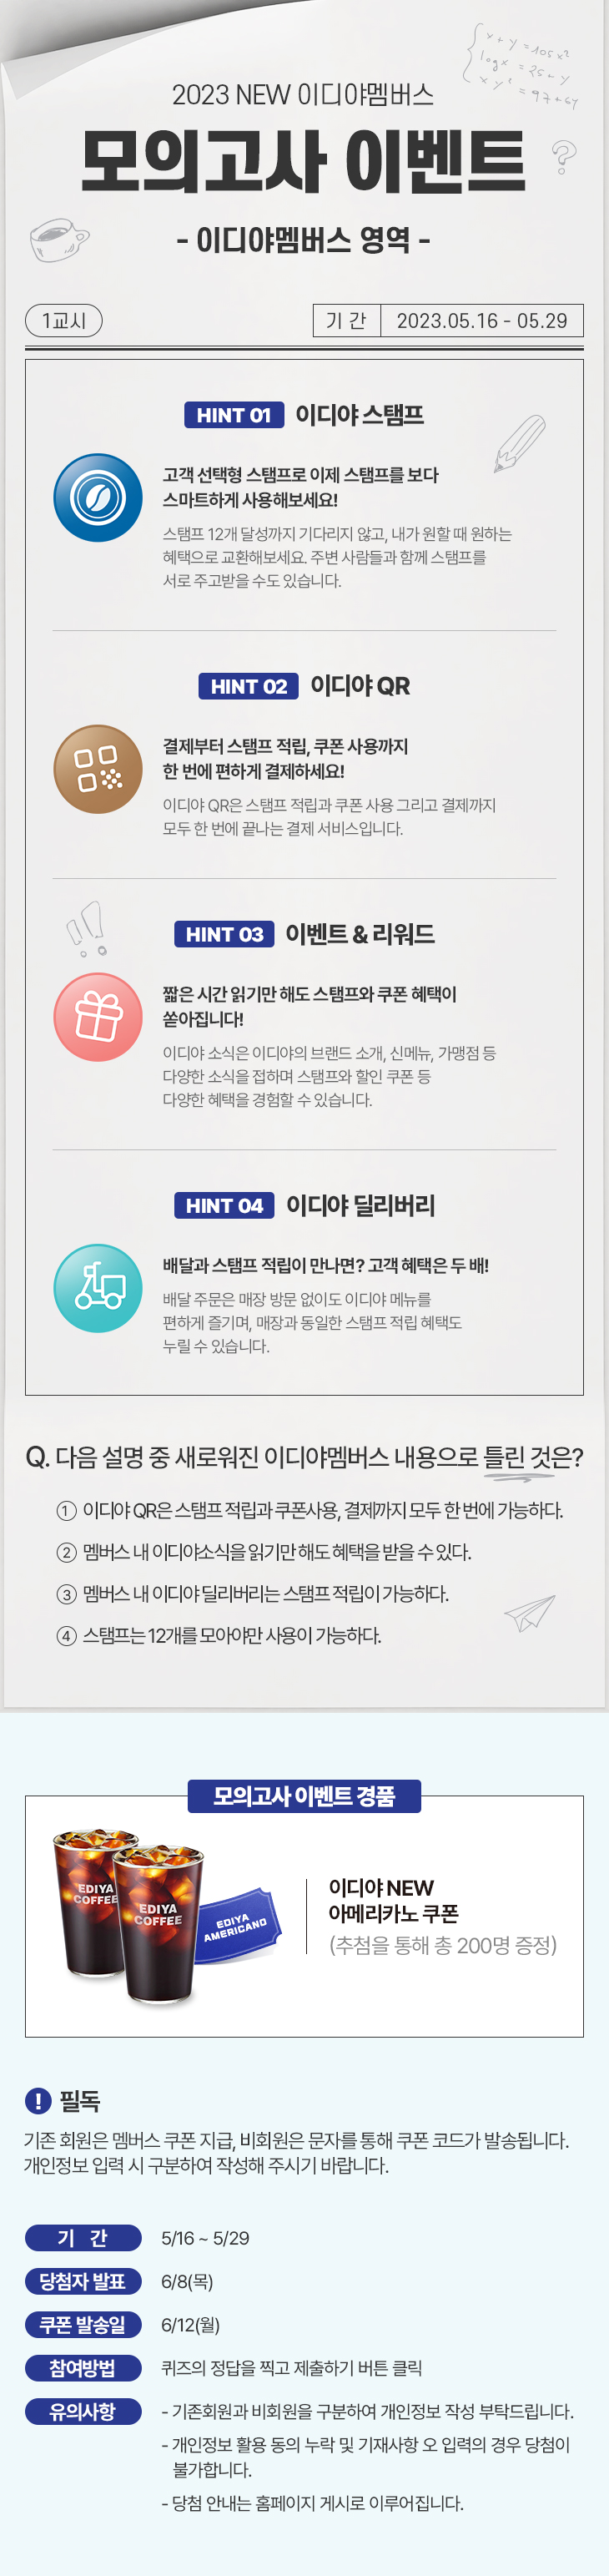 x + y = 105x²
log x = 25 + y
xy² = 97 + 6y
2023 NEW 이디야멤버스
모의고사 이벤트
- 이디야멤버스 영역 -
1교시
기 간 2023.05.16 - 05.29
HINT 01 이디야 스탬프
고객 선택형 스탬프로 이제 스탬프를 보다
스마트하게 사용해보세요!
스탬프 12개 달성까지 기다리지 않고, 내가 원할 때 원하는
혜택으로 교환해보세요. 주변 사람들과 함께 스탬프를
서로 주고받을 수도 있습니다.
HINT 02 이디야 QR
결제부터 스탬프 적립, 쿠폰 사용까지
한 번에 편하게 결제하세요!
이디야 QR은 스탬프 적립과 쿠폰 사용 그리고 결제까지
모두 한 번에 끝나는 결제 서비스입니다.
HINT 03 이벤트 & 리워드
짧은 시간 읽기만 해도 스탬프와 쿠폰 혜택이
쏟아집니다!
이디야 소식은 이디야의 브랜드 소개, 신메뉴, 가맹점 등
다양한 소식을 접하며 스탬프와 할인 쿠폰 등
다양한 혜택을 경험할 수 있습니다.
HINT 04 이디야 딜리버리
배달과 스탬프 적립이 만나면? 고객 혜택은 두 배!
배달 주문은 매장 방문 없이도 이디야 메뉴를
편하게 즐기며, 매장과 동일한 스탬프 적립 혜택도
누릴 수 있습니다.
Q. 다음 설명 중 새로워진 이디야멤버스 내용으로 틀린 것은?
① 이디야 QR은 스탬프 적립과 쿠폰사용, 결제까지 모두 한 번에 가능하다.
② 멤버스 내 이디야소식을 읽기만 해도 혜택을 받을 수 있다.
③ 멤버스 내 이디야 딜리버리는 스탬프 적립이 가능하다.
④ 스탬프는 12개를 모아야만 사용이 가능하다.
모의고사 이벤트 경품
EDIYA
COFFEE
EDIYA
COFFEE
EDIYA
AMERICANO
이디야 NEW
아메리카노 쿠폰
(추첨을 통해 총 200명 증정)
! 필독
기존 회원은 멤버스 쿠폰 지급, 비회원은 문자를 통해 쿠폰 코드가 발송됩니다.
개인정보 입력 시 구분하여 작성해 주시기 바랍니다.
기 간 5/16 ~ 5/29
당첨자 발표 6/8(목)
쿠폰 발송일 6/12(월)
참여방법 퀴즈의 정답을 찍고 제출하기 버튼 클릭
유의사항 - 기존회원과 비회원을 구분하여 개인정보 작성 부탁드립니다.
- 개인정보 활용 동의 누락 및 기재사항 오 입력의 경우 당첨이
불가합니다.
- 당첨 안내는 홈페이지 게시로 이루어집니다.